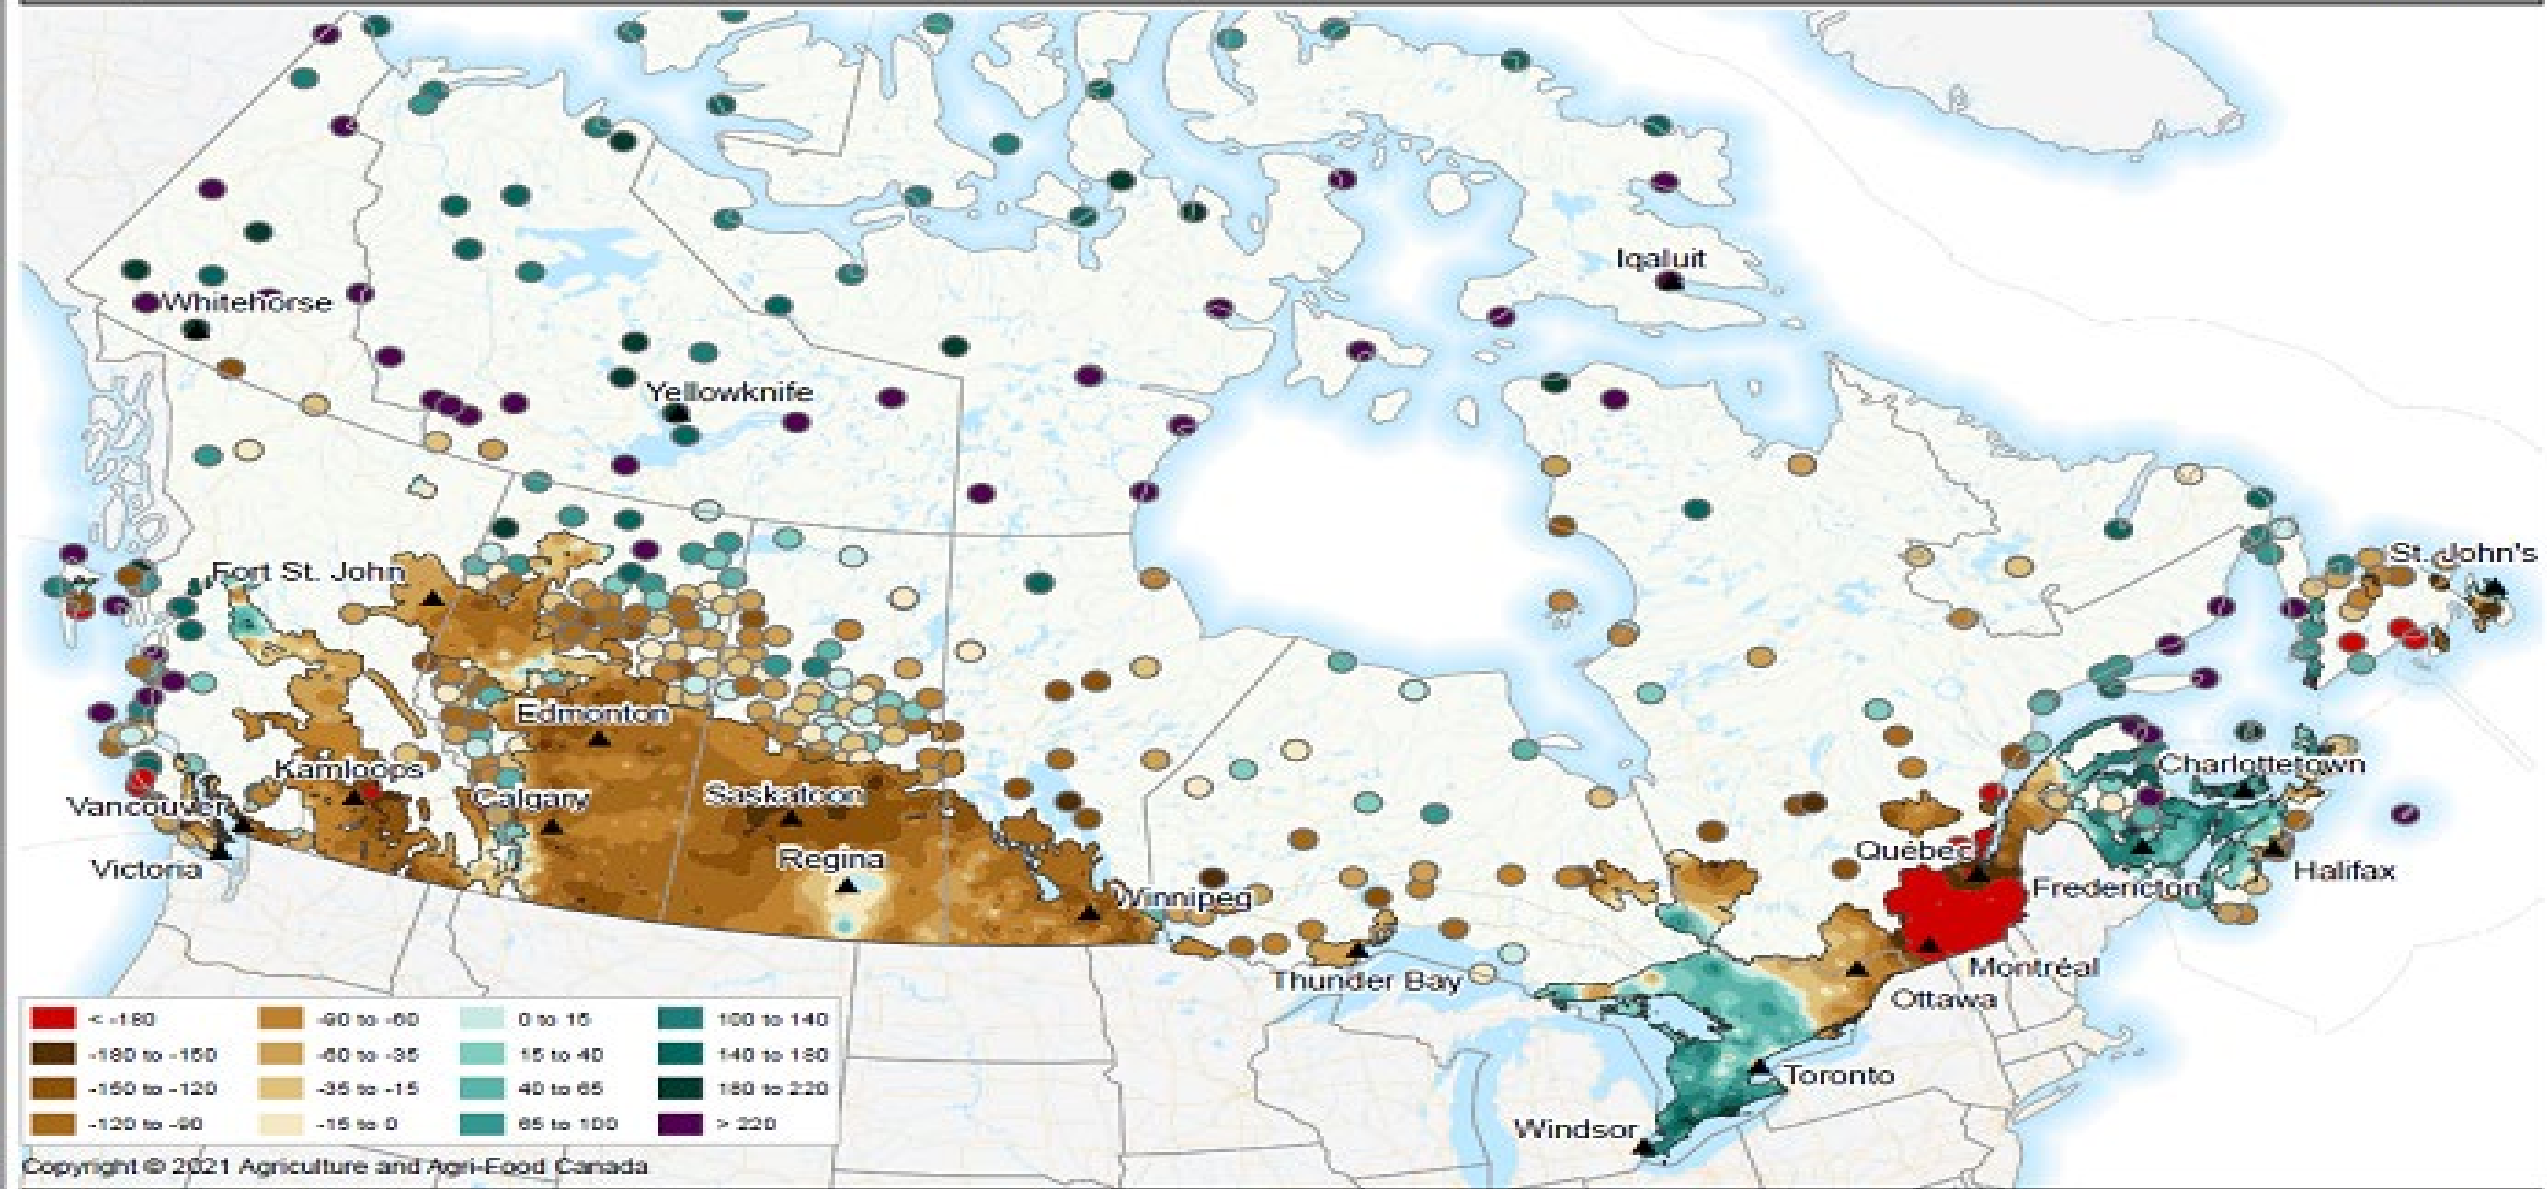 Iqaluit
Whitehorse
Yellowknife
St. John's
Fort St. John
Edmonton
Charlottetown
Kamloops
Calgary
Saskatoon
Vancouver
Regina
Québec
Victoria
Winnipeg
Fredericton
Halifax
Montréal
Thunder Bay
Ottawa
Toronto
Windsor
< -180 -90 to -60 0 to 15 100 to 140
-180 to -150 -60 to -35 15 to 40 140 to 180
-150 to -120 -35 to -15 40 to 65 180 to 220
-120 to -90 -15 to 0 65 to 100 > 220
Copyright © 2021 Agriculture and Agri-Food Canada